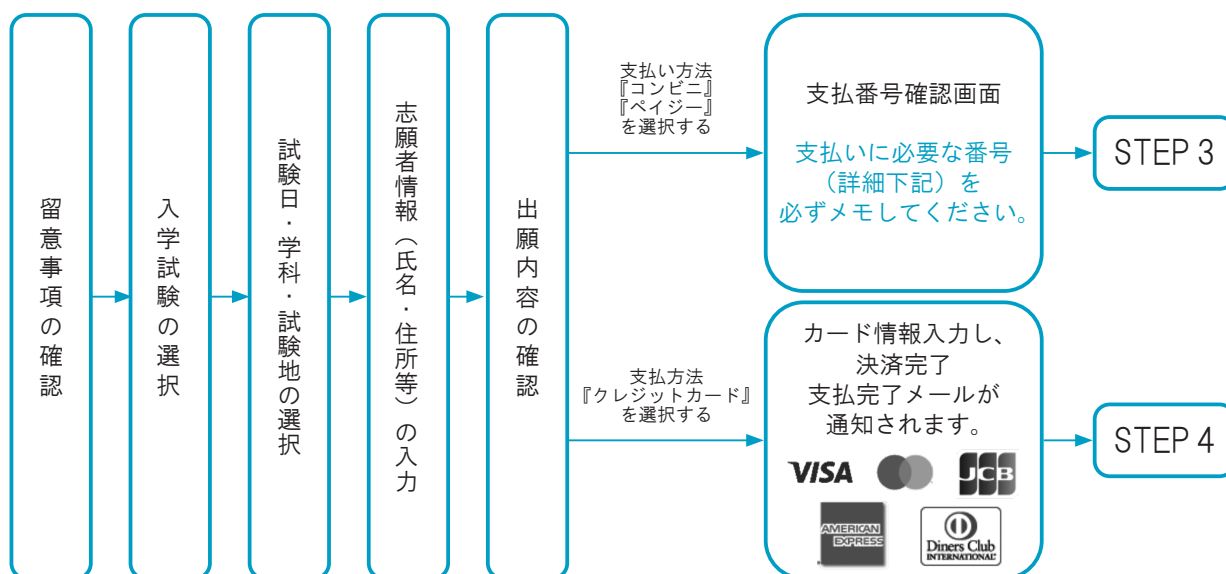 留意事項の確認
入学試験の選択
試験日・学科・試験地の選択
志願者情報（氏名・住所等）の入力
出願内容の確認
支払い方法
『コンビニ』
『ペイジー』
を選択する
支払番号確認画面
支払いに必要な番号
（詳細下記）を
必ずメモしてください。
STEP 3
支払方法
『クレジットカード』
を選択する
カード情報入力し、
決済完了
支払完了メールが
通知されます。
VISA
JCB
AMERICAN
EXPRESS
Diners Club
INTERNATIONAL
STEP 4